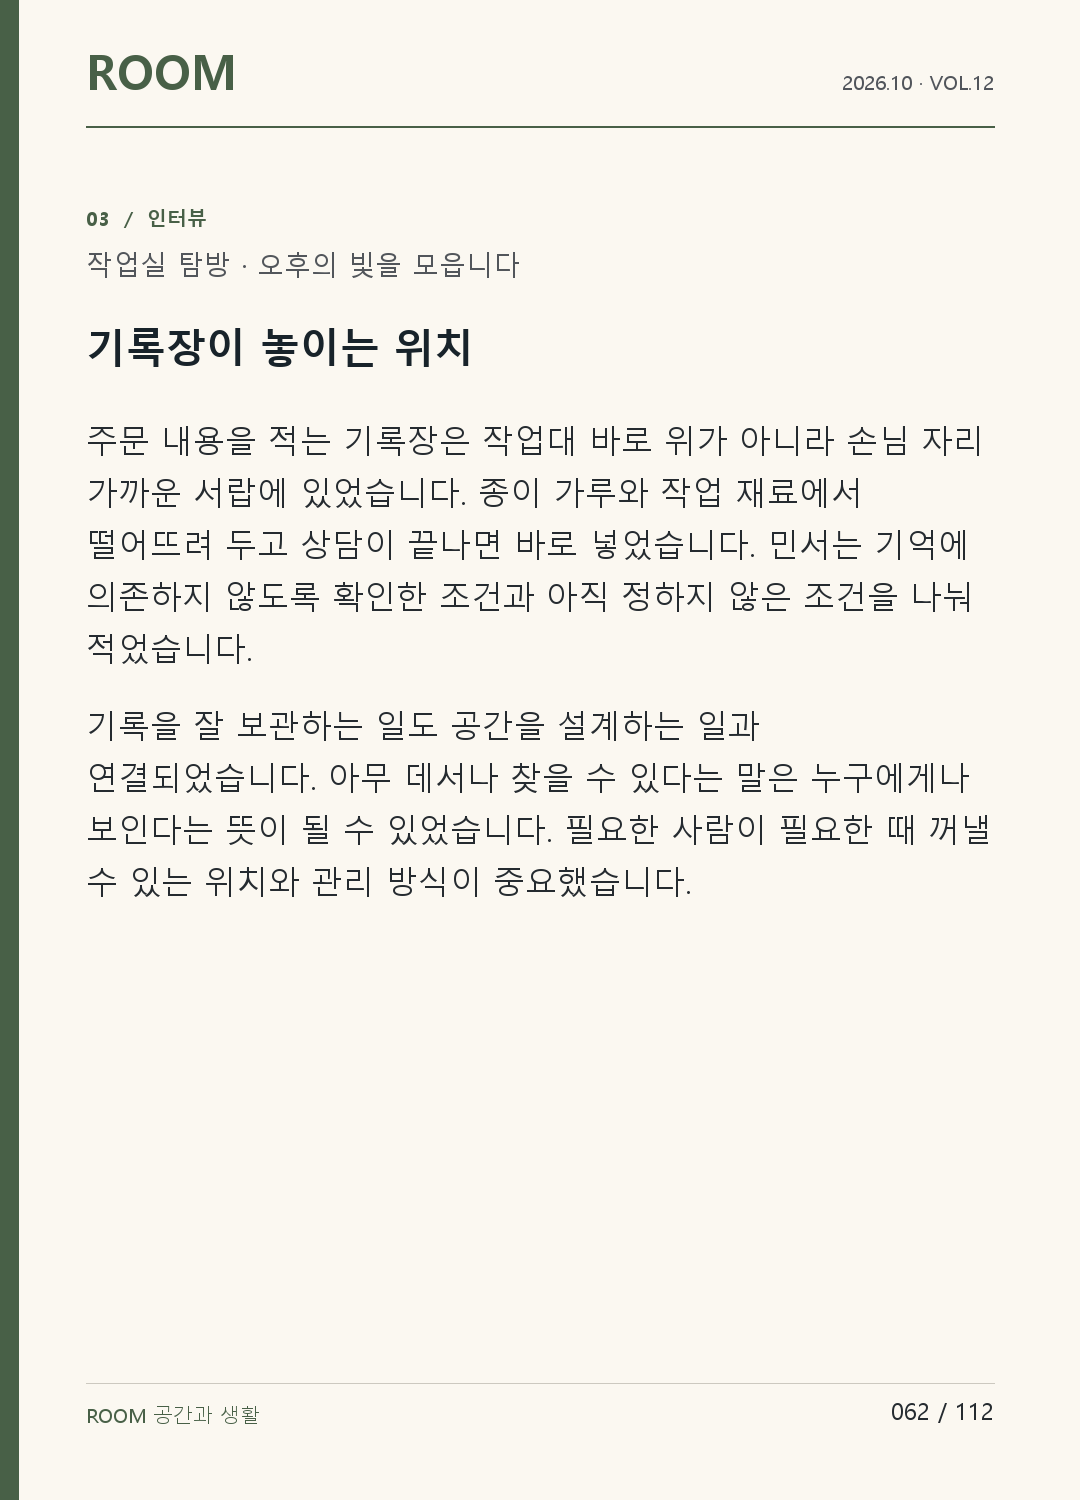 ROOM
2026.10 · VOL.12
03 / 인터뷰
작업실 탐방 · 오후의 빛을 모읍니다
기록장이 놓이는 위치
주문 내용을 적는 기록장은 작업대 바로 위가 아니라 손님 자리
가까운 서랍에 있었습니다. 종이 가루와 작업 재료에서
떨어뜨려 두고 상담이 끝나면 바로 넣었습니다. 민서는 기억에
의존하지 않도록 확인한 조건과 아직 정하지 않은 조건을 나눠
적었습니다.
기록을 잘 보관하는 일도 공간을 설계하는 일과
연결되었습니다. 아무 데서나 찾을 수 있다는 말은 누구에게나
보인다는 뜻이 될 수 있었습니다. 필요한 사람이 필요한 때 꺼낼
수 있는 위치와 관리 방식이 중요했습니다.
ROOM 공간과 생활
062 / 112